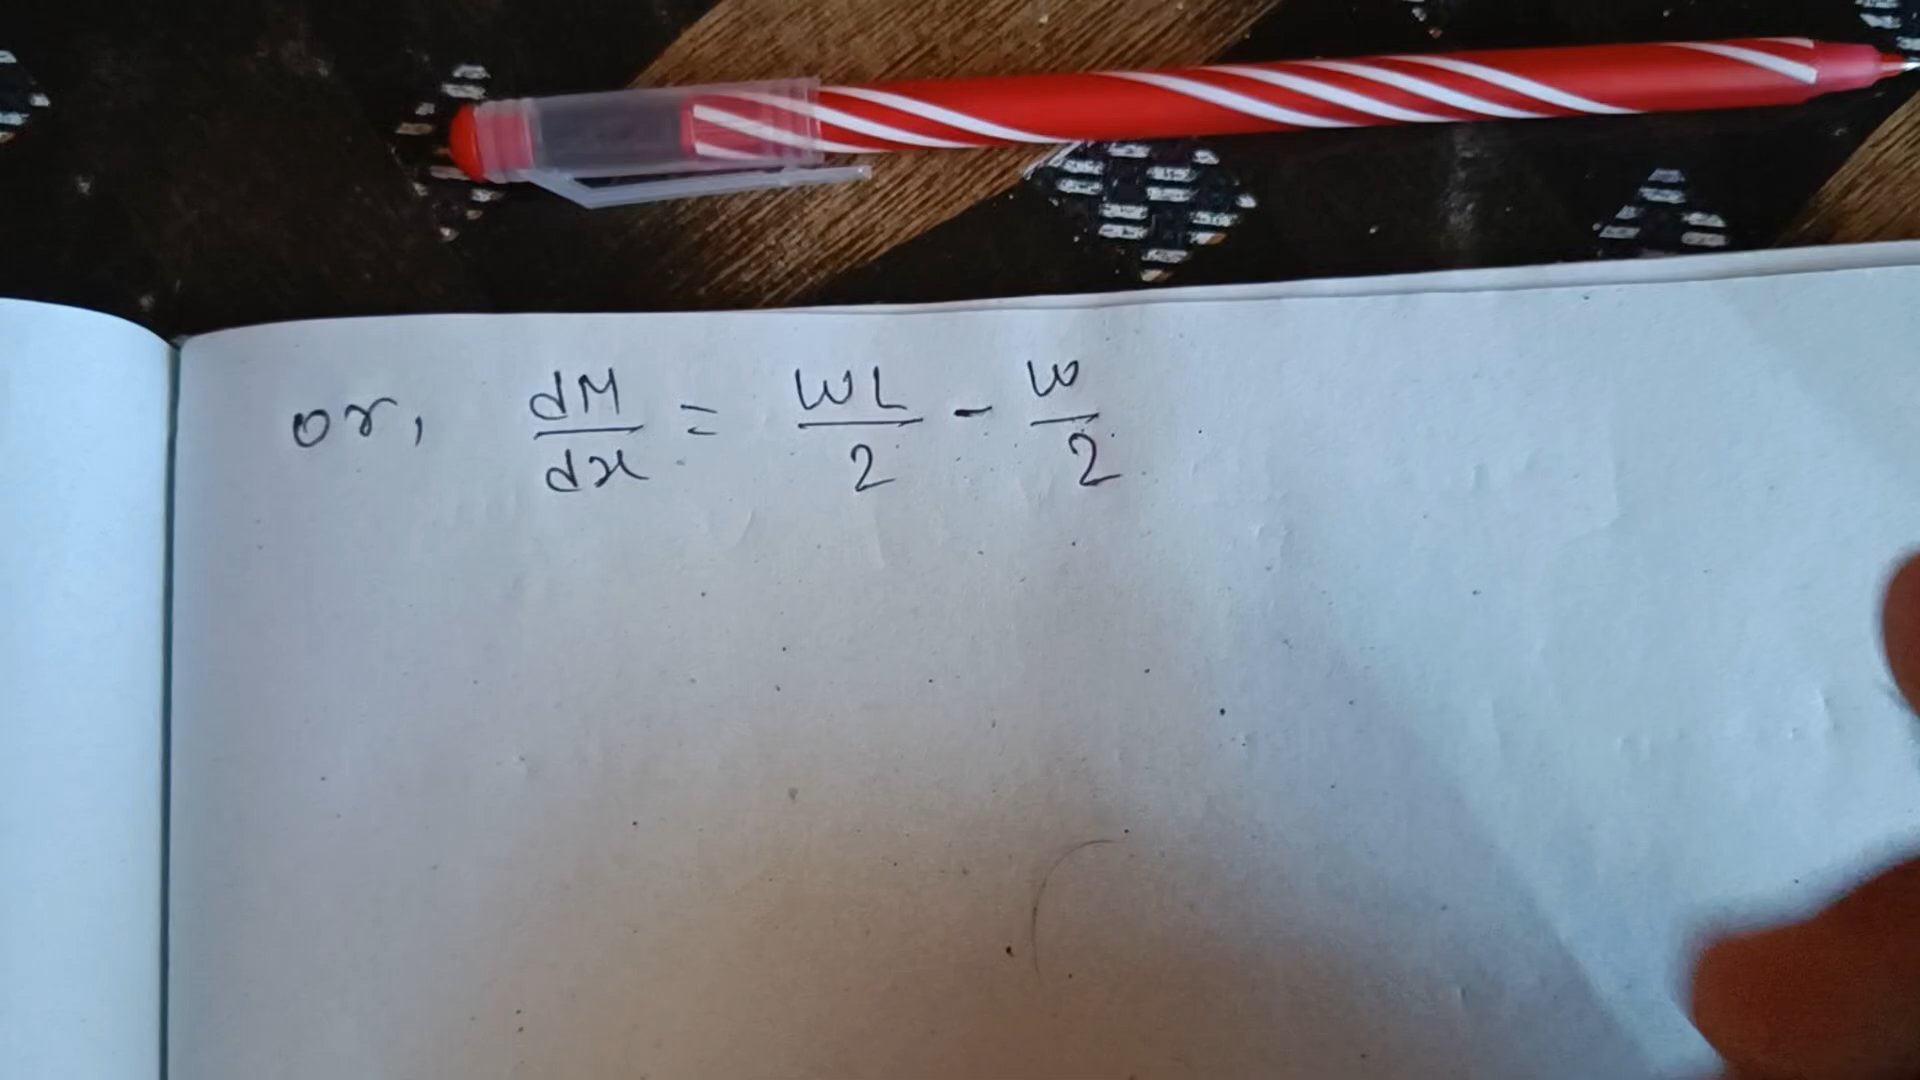 or, dM/dx = WL/2 - w/2